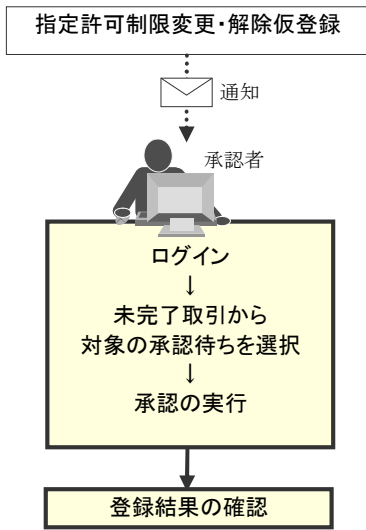 指定許可制限変更・解除仮登録
通知
承認者
ログイン
↓
未完了取引から
対象の承認待ちを選択
↓
承認の実行
登録結果の確認